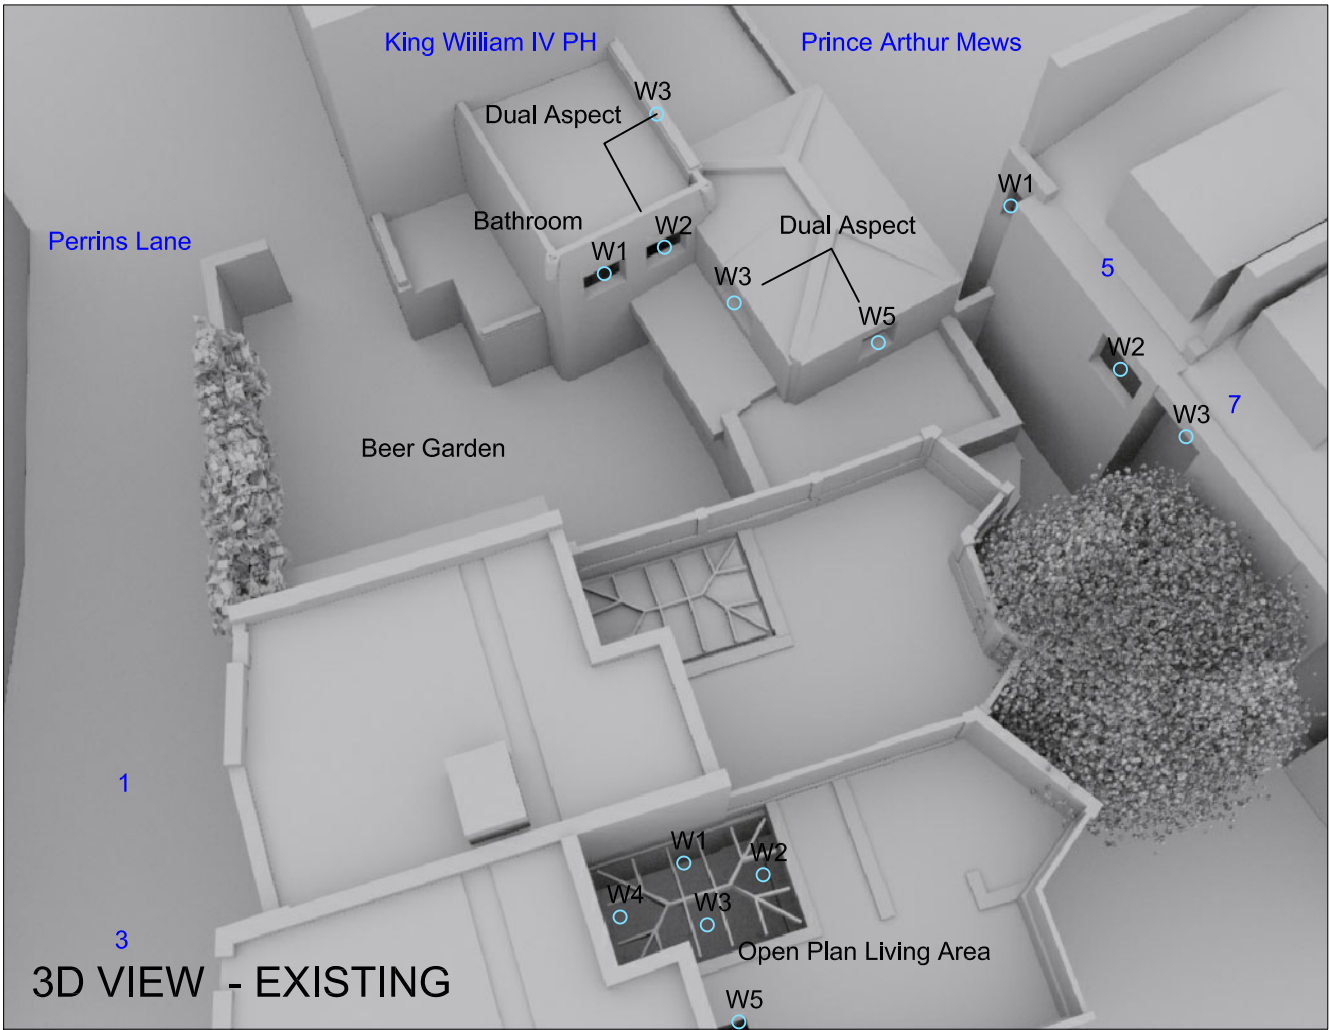 King Wiiliam IV PH
Prince Arthur Mews
W3
Dual Aspect
W1
Bathroom
W2
Dual Aspect
Perrins Lane
W1
W3
5
W5
W2
7
W3
Beer Garden
1
W1
W2
W4
W3
3
Open Plan Living Area
3D VIEW - EXISTING
W5